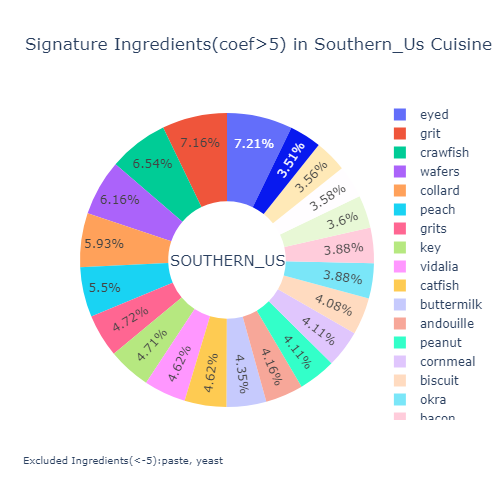 Signature Ingredients(coef>5) in Southern_Us Cuisine
7.21%
3.51%
3.56%
3.58%
3.6%
3.88%
3.88%
4.08%
4.11%
4.11%
4.16%
4.35%
4.62%
4.62%
4.71%
4.72%
5.5%
5.93%
6.16%
6.54%
7.16%
SOUTHERN_US
eyed
grit
crawfish
wafers
collard
peach
grits
key
vidalia
catfish
buttermilk
andouille
peanut
cornmeal
biscuit
okra
bacon
Excluded Ingredients(<-5):paste, yeast